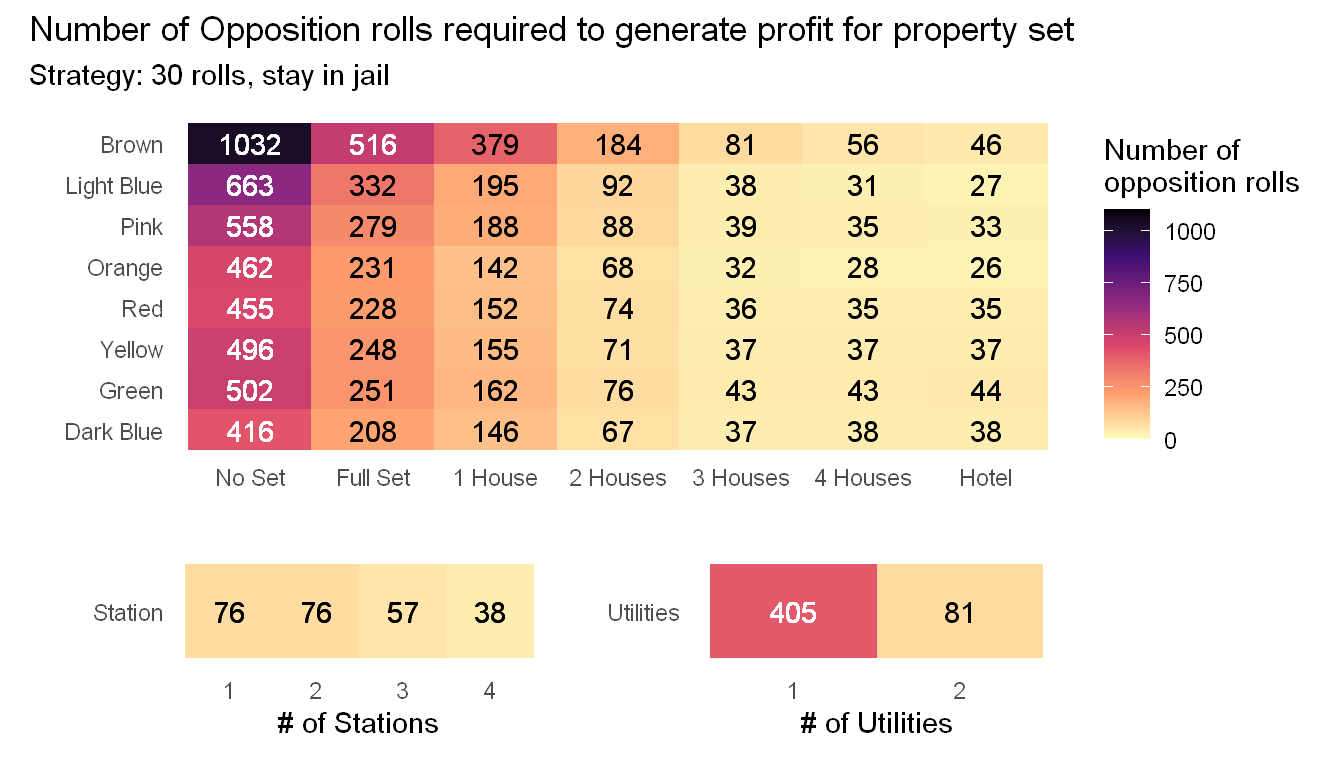 Number of Opposition rolls required to generate profit for property set
Strategy: 30 rolls, stay in jail
Brown 1032 516 379 184 81 56 46
Light Blue 663 332 195 92 38 31 27
Pink 558 279 188 88 39 35 33
Orange 462 231 142 68 32 28 26
Red 455 228 152 74 36 35 35
Yellow 496 248 155 71 37 37 37
Green 502 251 162 76 43 43 44
Dark Blue 416 208 146 67 37 38 38
No Set Full Set 1 House 2 Houses 3 Houses 4 Houses Hotel
Number of
opposition rolls
1000
750
500
250
0
Station 76 76 57 38
1 2 3 4
# of Stations
Utilities 405 81
1 2
# of Utilities